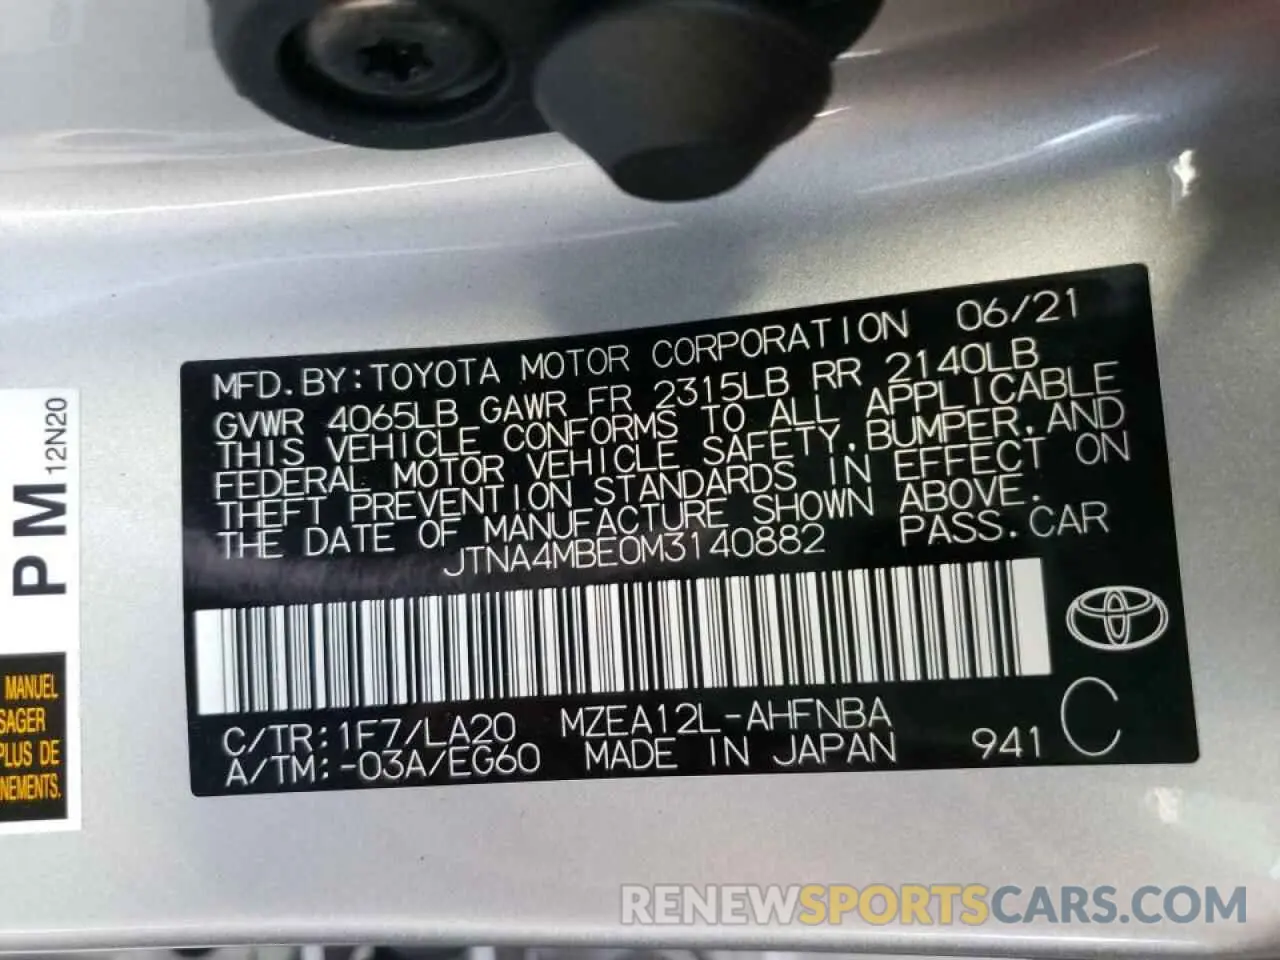 MFD.BY:TOYOTA MOTOR CORPORATION 06/21
GVWR 4065LB GAWR FR 2315LB RR 2140LB
THIS VEHICLE CONFORMS TO ALL APPLICABLE
FEDERAL MOTOR VEHICLE SAFETY, BUMPER, AND
THEFT PREVENTION STANDARDS IN EFFECT ON
THE DATE OF MANUFACTURE SHOWN ABOVE.
JTNA4MBE0M3140882 PASS.CAR
C/TR:1F7/LA20 MZEA12L-AHFNBA
A/TM:-03A/EG60 MADE IN JAPAN 941 C
PM 12N20
MANUEL
SAGER
PLUS DE
NEMENTS.
RENEWSPORTSCARS.COM